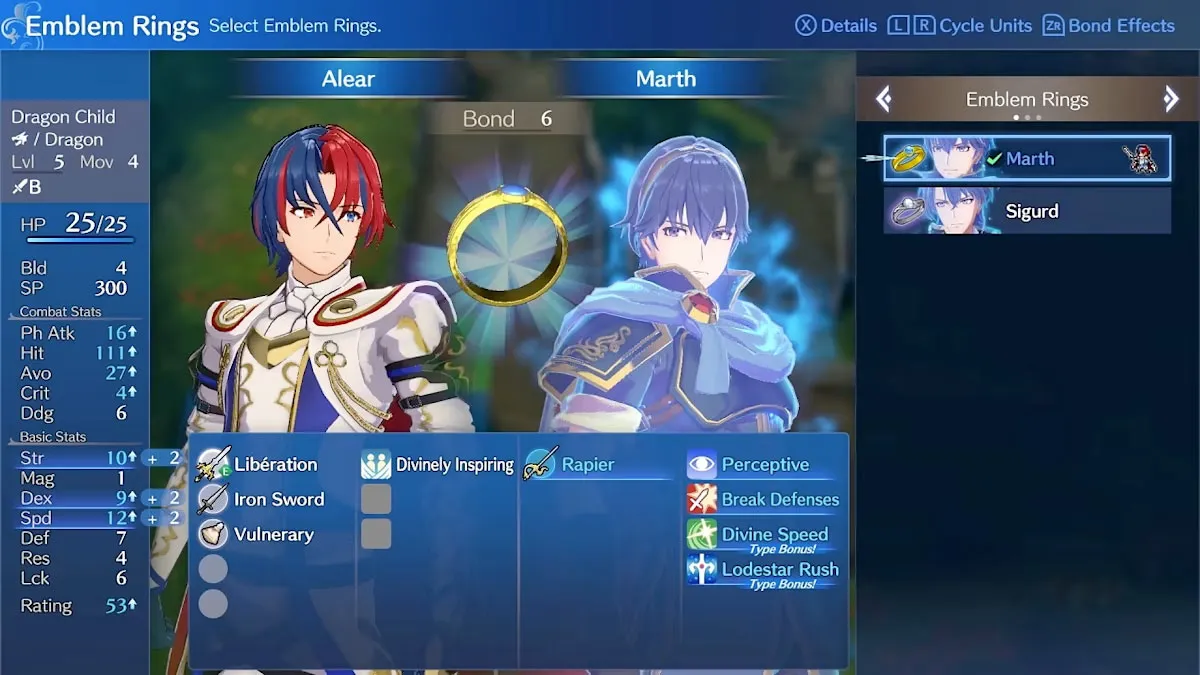 Emblem Rings Select Emblem Rings.
X Details L R Cycle Units ZR Bond Effects
Alear
Marth
Bond 6
Dragon Child
/ Dragon
Lvl 5 Mov 4
B
HP 25/25
Bld 4
SP 300
Combat Stats
Ph Atk 16
Hit 111
Avo 27
Crit 4
Ddg 6
Basic Stats
Str 10 + 2
Mag 1
Dex 9 + 2
Spd 12 + 2
Def 7
Res 4
Lck 6
Rating 53
E Libération
Iron Sword
Vulnerary
Divinely Inspiring
Rapier
Perceptive
Break Defenses
Divine Speed
Type Bonus!
Lodestar Rush
Type Bonus!
Emblem Rings
Marth
Sigurd